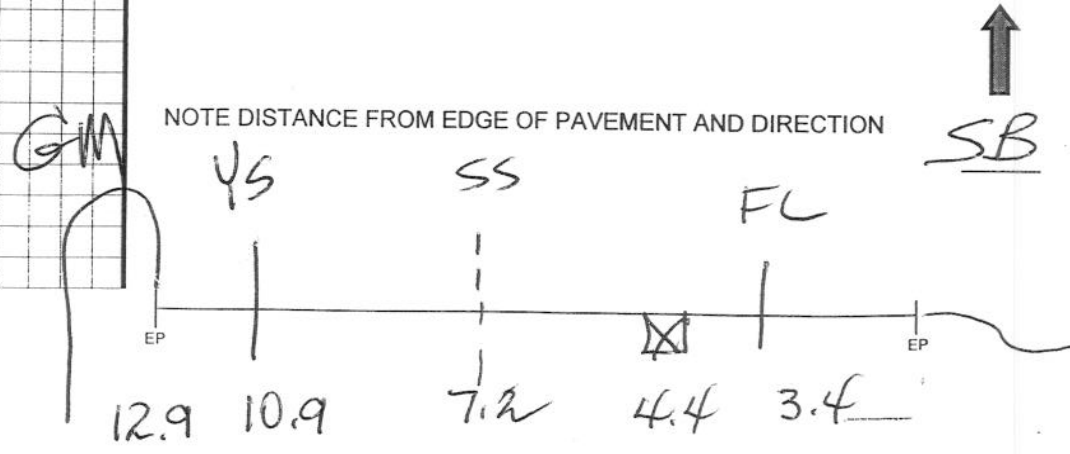 NOTE DISTANCE FROM EDGE OF PAVEMENT AND DIRECTION
SB
GM
YS
SS
FL
EP
EP
12.9 10.9 7.2 4.4 3.4